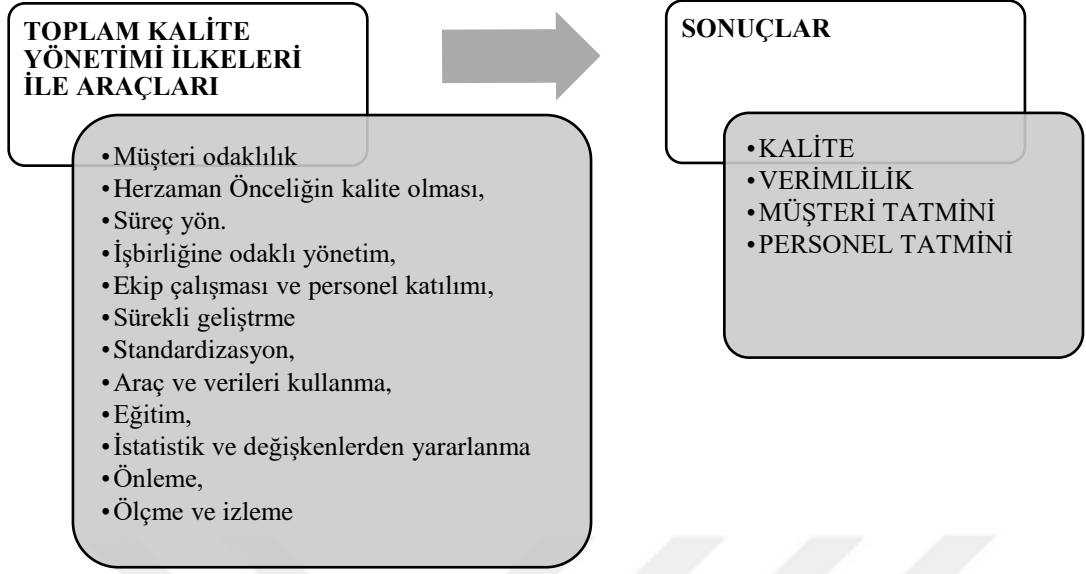 TOPLAM KALİTE
YÖNETİMİ İLKELERİ
İLE ARAÇLARI
•Müşteri odaklılık
•Herzaman Önceliğin kalite olması,
•Süreç yön.
•İşbirliğine odaklı yönetim,
•Ekip çalışması ve personel katılımı,
•Sürekli geliştrme
•Standardizasyon,
•Araç ve verileri kullanma,
•Eğitim,
•İstatistik ve değişkenlerden yararlanma
•Önleme,
•Ölçme ve izleme
SONUÇLAR
•KALİTE
•VERİMLİLİK
•MÜŞTERİ TATMİNİ
•PERSONEL TATMİNİ